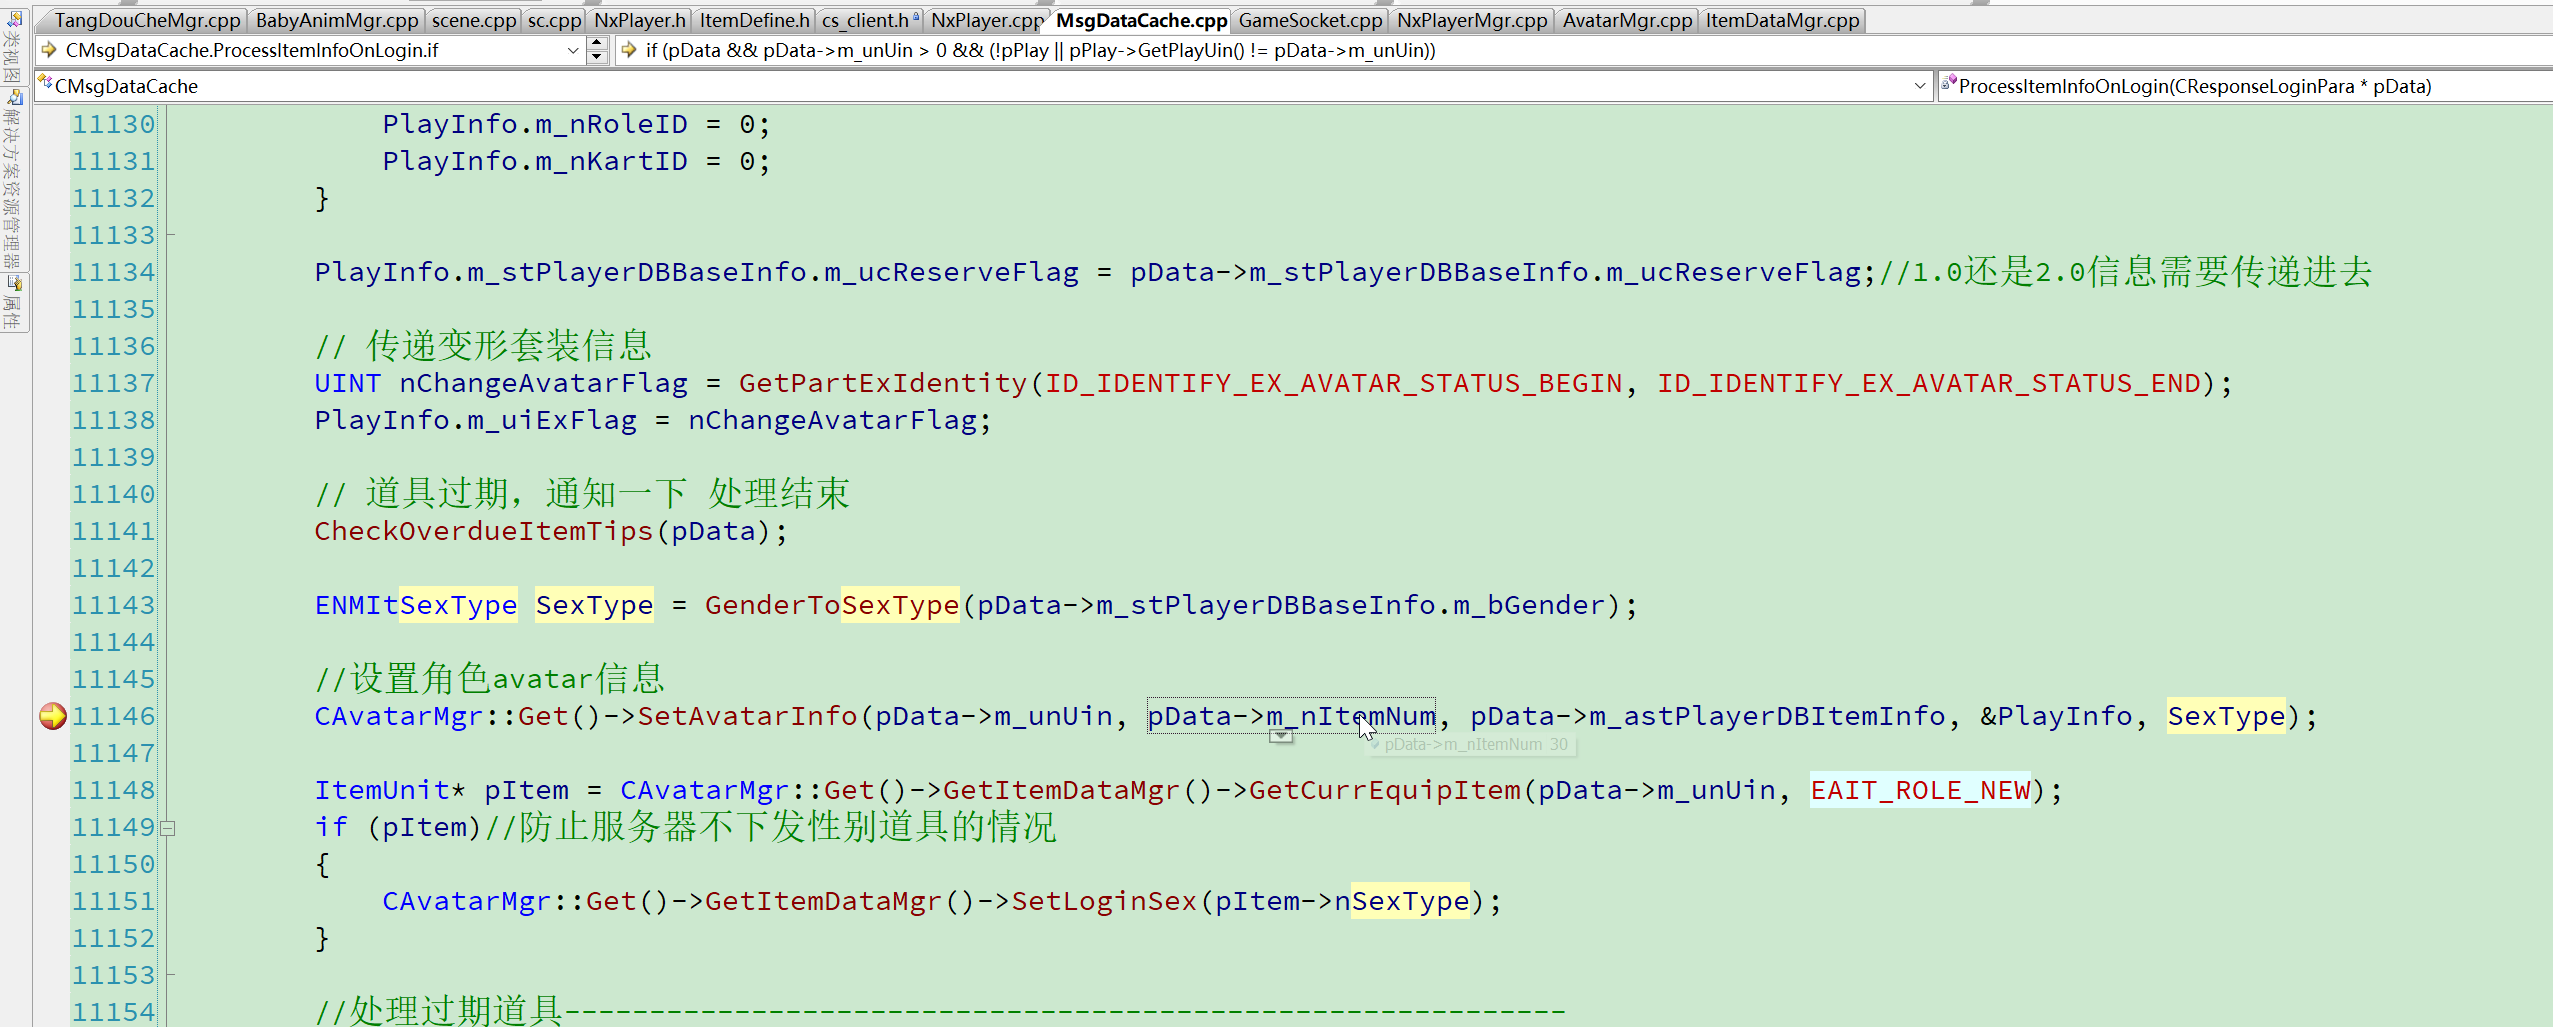 TangDouCheMgr.cpp BabyAnimMgr.cpp scene.cpp sc.cpp NxPlayer.h ItemDefine.h cs_client.h NxPlayer.cpp MsgDataCache.cpp GameSocket.cpp NxPlayerMgr.cpp AvatarMgr.cpp ItemDataMgr.cpp
CMsgDataCache.ProcessItemInfoOnLogin.if if (pData && pData->m_unUin > 0 && (!pPlay || pPlay->GetPlayUin() != pData->m_unUin))
CMsgDataCache ProcessItemInfoOnLogin(CResponseLoginPara * pData)
类视图
解决方案资源管理器
属性
11130 PlayInfo.m_nRoleID = 0;
11131 PlayInfo.m_nKartID = 0;
11132 }
11133
11134 PlayInfo.m_stPlayerDBBaseInfo.m_ucReserveFlag = pData->m_stPlayerDBBaseInfo.m_ucReserveFlag;//1.0还是2.0信息需要传递进去
11135
11136 // 传递变形套装信息
11137 UINT nChangeAvatarFlag = GetPartExIdentity(ID_IDENTIFY_EX_AVATAR_STATUS_BEGIN, ID_IDENTIFY_EX_AVATAR_STATUS_END);
11138 PlayInfo.m_uiExFlag = nChangeAvatarFlag;
11139
11140 // 道具过期，通知一下 处理结束
11141 CheckOverdueItemTips(pData);
11142
11143 ENMItSexType SexType = GenderToSexType(pData->m_stPlayerDBBaseInfo.m_bGender);
11144
11145 //设置角色avatar信息
11146 CAvatarMgr::Get()->SetAvatarInfo(pData->m_unUin, pData->m_nItemNum, pData->m_astPlayerDBItemInfo, &PlayInfo, SexType);
11147 pData->m_nItemNum 30
11148 ItemUnit* pItem = CAvatarMgr::Get()->GetItemDataMgr()->GetCurrEquipItem(pData->m_unUin, EAIT_ROLE_NEW);
11149 if (pItem)//防止服务器不下发性别道具的情况
11150 {
11151 CAvatarMgr::Get()->GetItemDataMgr()->SetLoginSex(pItem->nSexType);
11152 }
11153
11154 //处理过期道具-----------------------------------------------------------